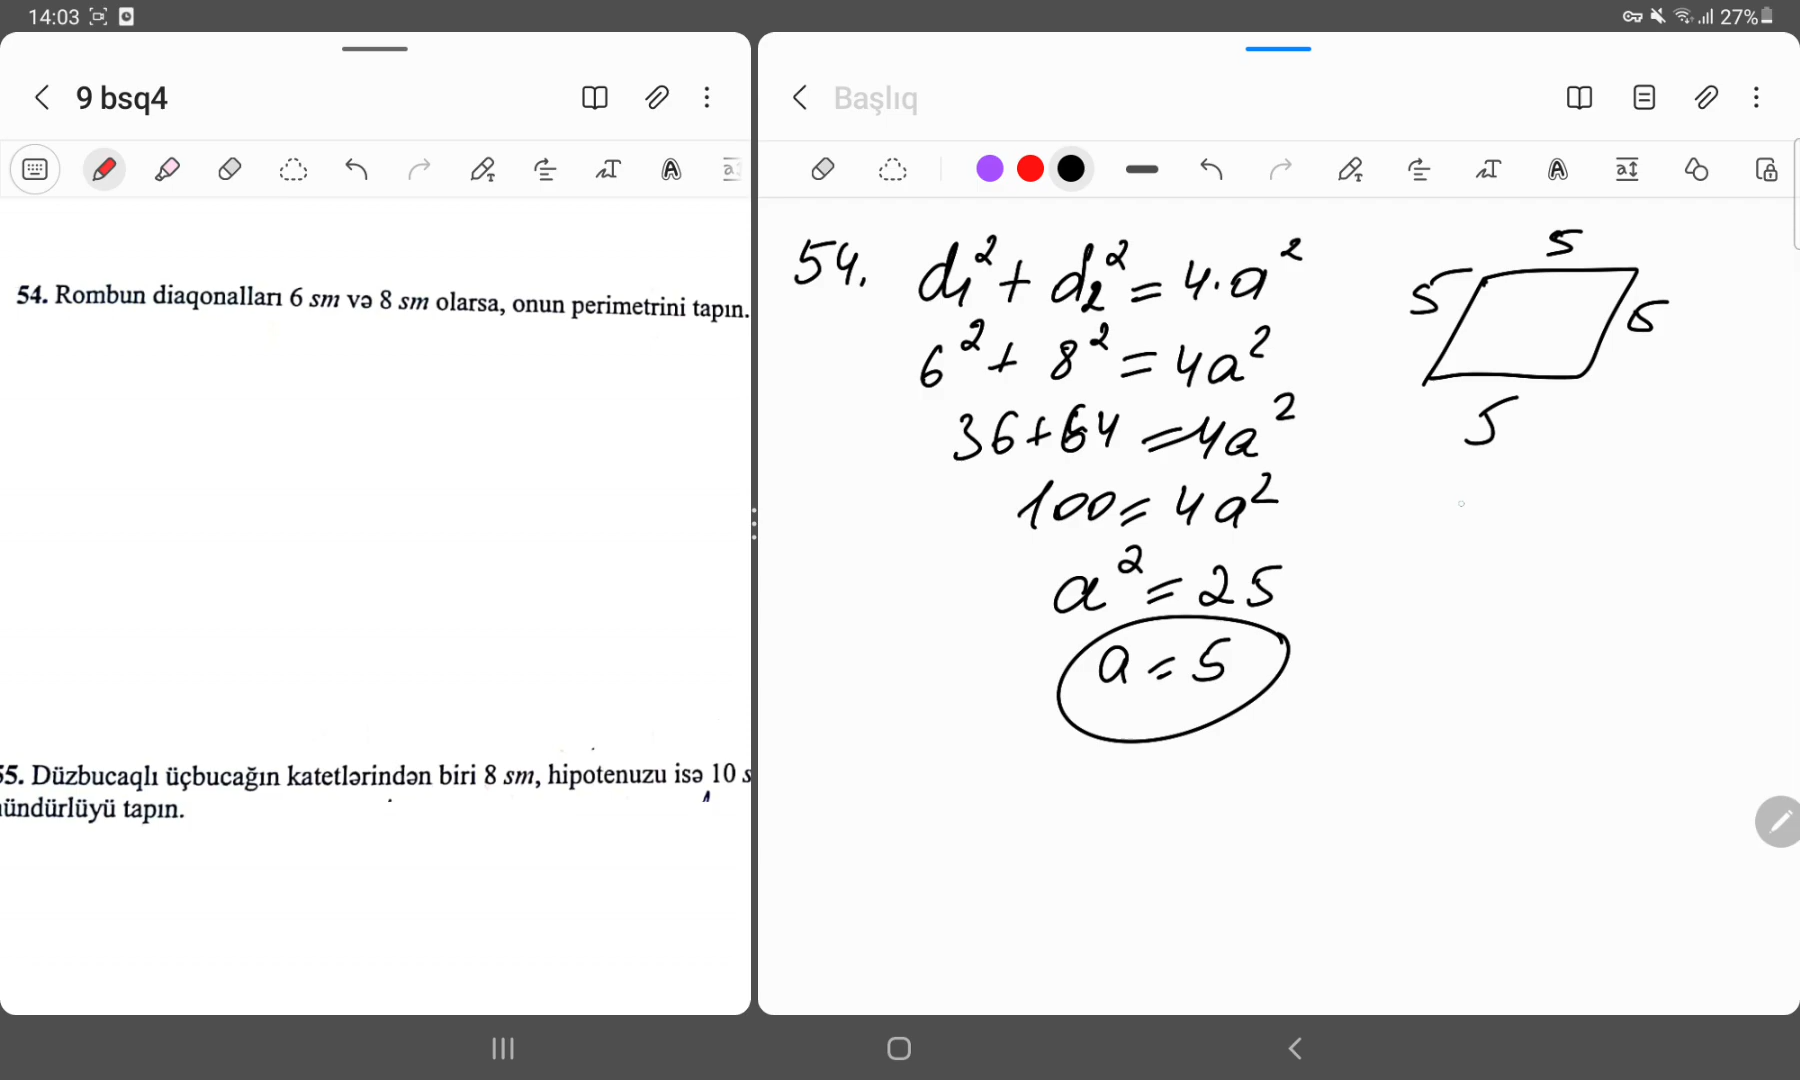 14:03
27%
9 bsq4
Başlıq
54. Rombun diaqonalları 6 sm və 8 sm olarsa, onun perimetrini tapın.
55. Düzbucaqlı üçbucağın katetlərindən biri 8 sm, hipotenuzu isə 10 s
ündürlüyü tapın.
54. d₁² + d₂² = 4·a²
6² + 8² = 4a²
36+64 = 4a²
100 = 4a²
a² = 25
a = 5
5
5
5
5